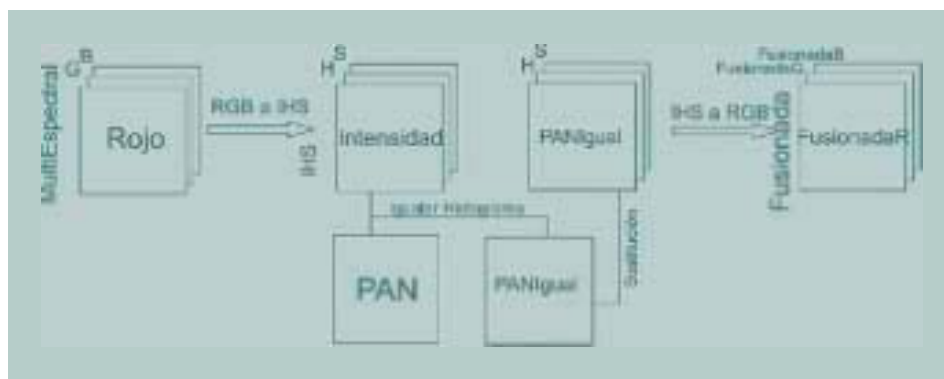 MultiEspectral
G
B
Rojo
RGB a IHS
IHS
H
S
Intensidad
H
S
PANIgual
IHS a RGB
Fusionada
FusionadaG
FusionadaB
FusionadaR
Igualar Histograma
PAN
PANIgual
Sustitución